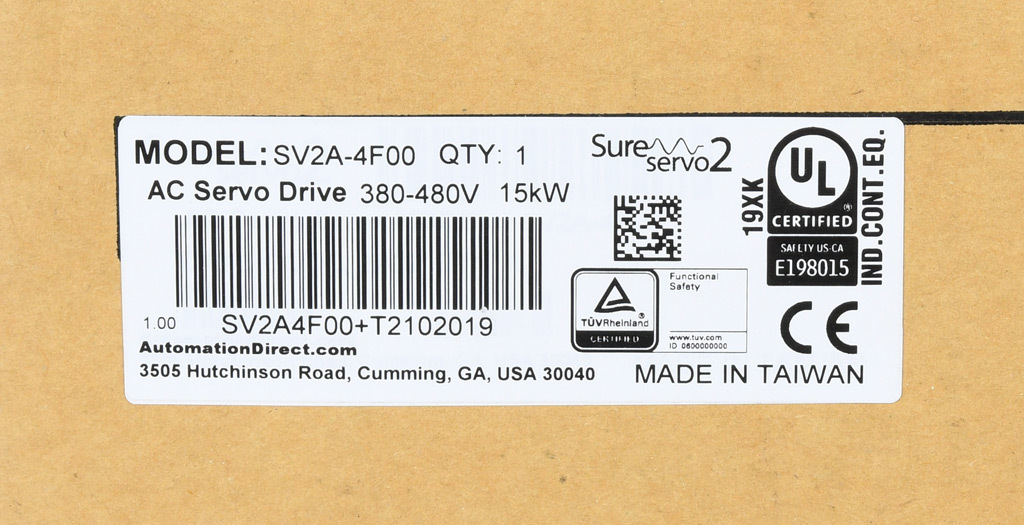 MODEL: SV2A-4F00 QTY: 1
AC Servo Drive 380-480V 15kW
Sure servo2
SV2A4F00+T2102019
1.00
AutomationDirect.com
3505 Hutchinson Road, Cumming, GA, USA 30040
TÜVRheinland
CERTIFIED
Functional
Safety
www.tuv.com
ID 0600000000
19XK
UL
®
CERTIFIED
SAFETY US-CA
E198015
IND.CONT.EQ.
CE
MADE IN TAIWAN